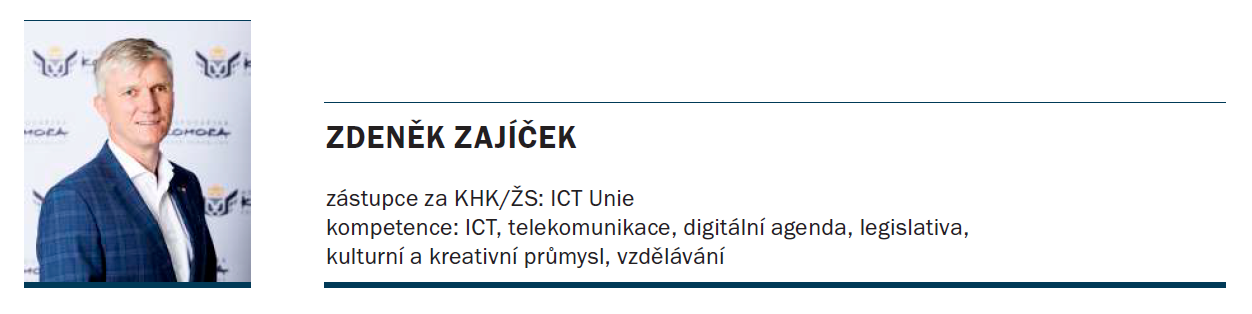 ZDENĚK ZAJÍČEK
zástupce za KHK/ŽS: ICT Unie
kompetence: ICT, telekomunikace, digitální agenda, legislativa,
kulturní a kreativní průmysl, vzdělávání